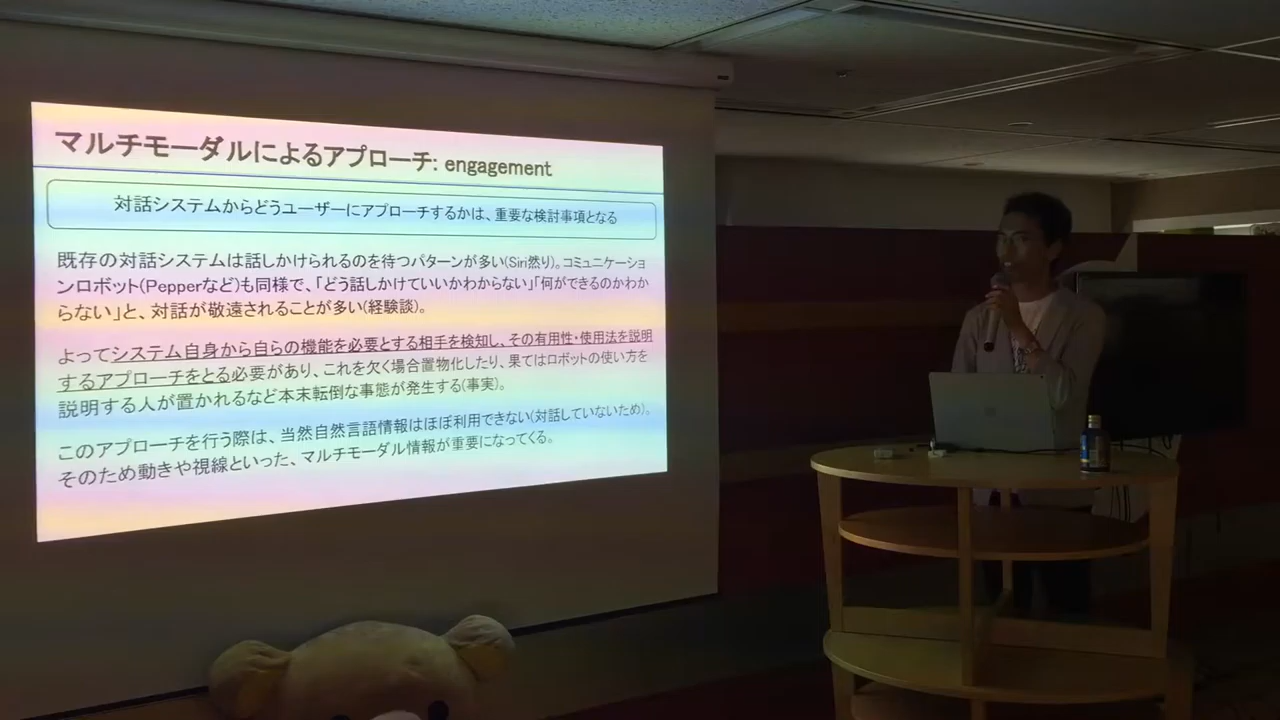 マルチモーダルによるアプローチ: engagement
対話システムからどうユーザーにアプローチするかは、重要な検討事項となる
既存の対話システムは話しかけられるのを待つパターンが多い(Siri然り)。コミュニケーショ
ンロボット(Pepperなど)も同様で、「どう話しかけていいかわからない」「何ができるのかわか
らない」と、対話が敬遠されることが多い(経験談)。
よってシステム自身から自らの機能を必要とする相手を検知し、その有用性・使用法を説明
するアプローチをとる必要があり、これを欠く場合置物化したり、果てはロボットの使い方を
説明する人が置かれるなど本末転倒な事態が発生する(事実)。
このアプローチを行う際は、当然自然言語情報はほぼ利用できない(対話していないため)。
そのため動きや視線といった、マルチモーダル情報が重要になってくる。